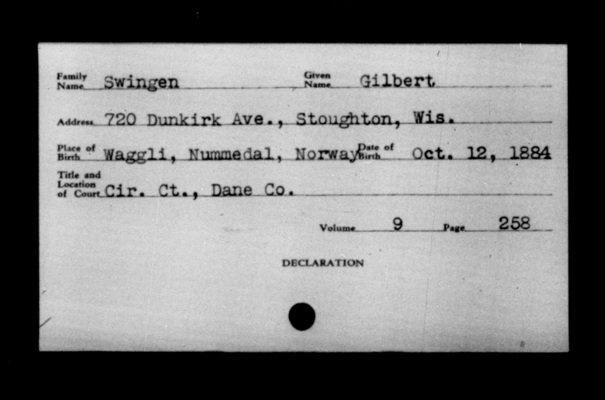 Family Name Swingen Given Name Gilbert
Address 720 Dunkirk Ave., Stoughton, Wis.
Place of Birth Waggli, Nummedal, Norway Date of Birth Oct. 12, 1884
Title and Location of Court Cir. Ct., Dane Co.
Volume 9 Page 258
DECLARATION